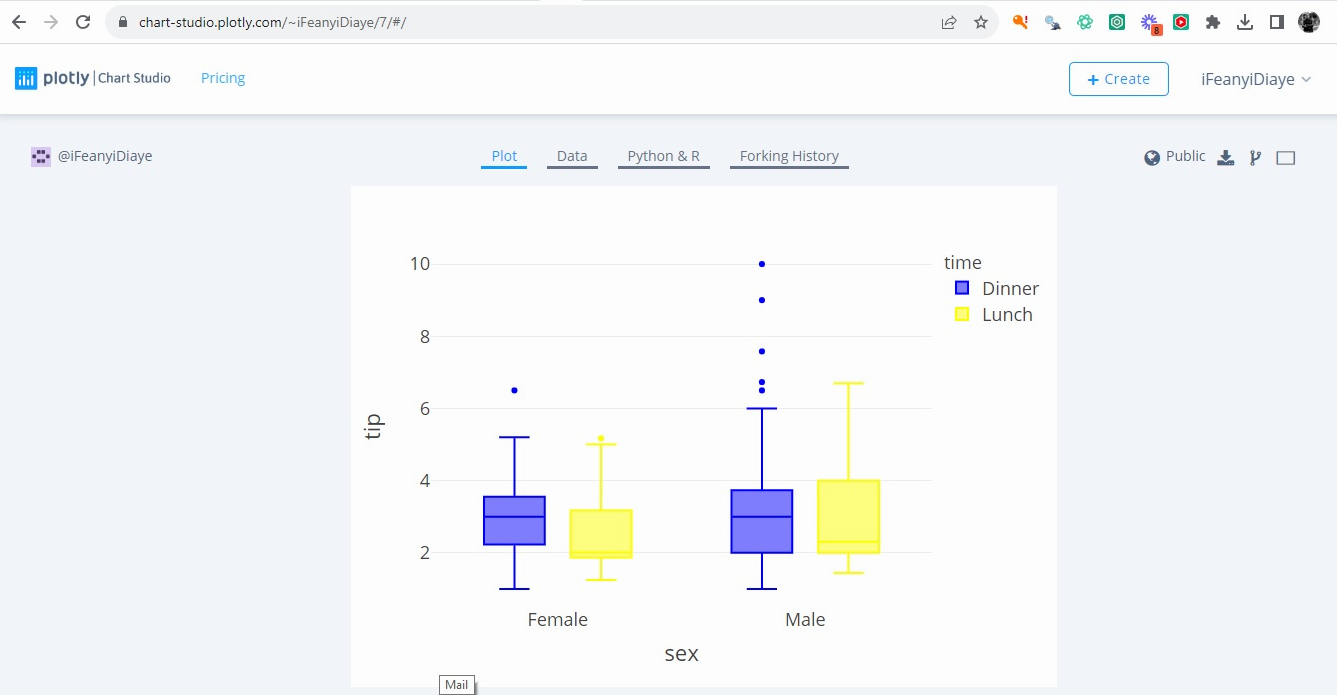 chart-studio.plotly.com/~iFeanyiDiaye/7/#/
8
plotly | Chart Studio Pricing + Create iFeanyiDiaye
@iFeanyiDiaye Plot Data Python & R Forking History Public
10
8
6
4
2
tip
time
Dinner
Lunch
Female Male
sex
Mail